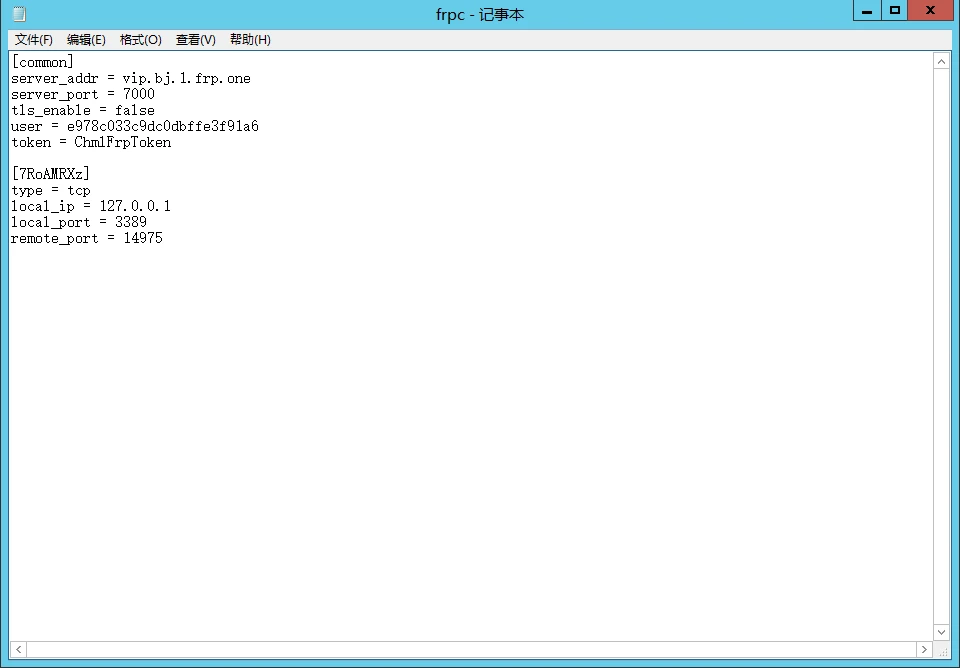 frpc - 记事本
文件(F) 编辑(E) 格式(O) 查看(V) 帮助(H)
[common]
server_addr = vip.bj.1.frp.one
server_port = 7000
tls_enable = false
user = e978c033c9dc0dbffe3f91a6
token = ChmlFrpToken
[7RoAMRXz]
type = tcp
local_ip = 127.0.0.1
local_port = 3389
remote_port = 14975